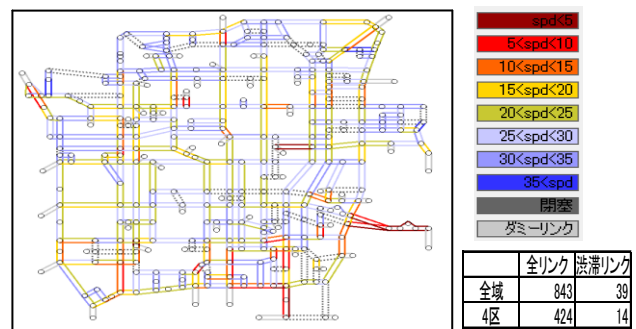 spd<5
5<spd<10
10<spd<15
15<spd<20
20<spd<25
25<spd<30
30<spd<35
35<spd
閉塞
ダミーリンク
全リンク 渋滞リンク
全域 843 39
4区 424 14